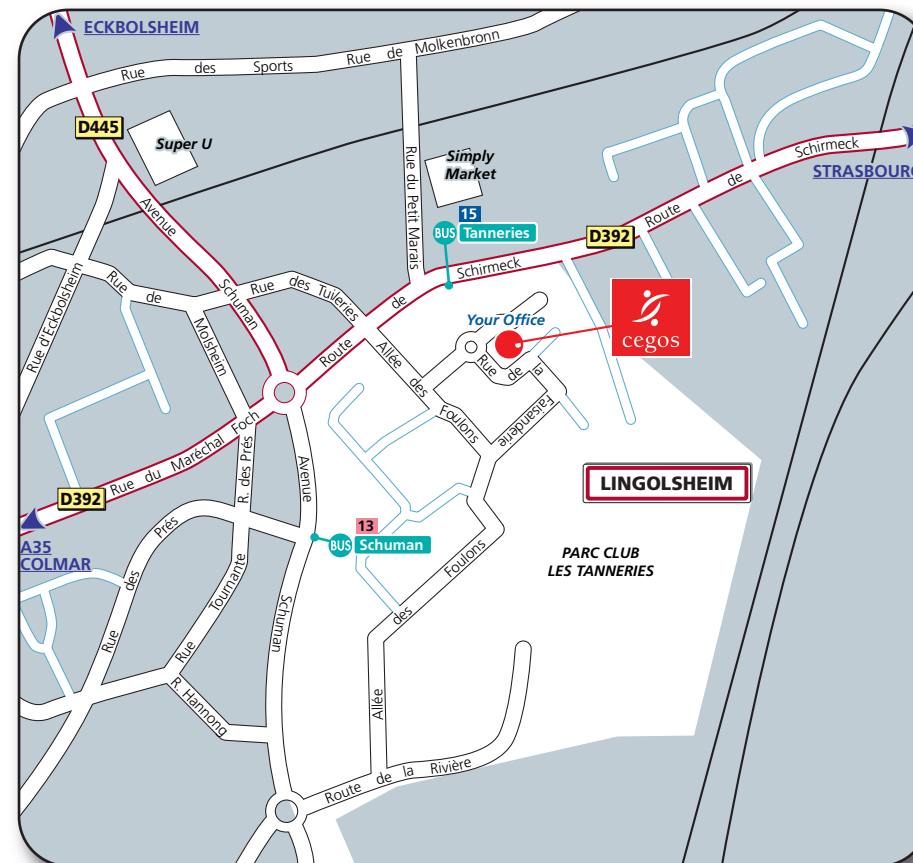 ECKBOLSHEIM
Rue des Sports
Rue de Molkenbronn
D445
Super U
Simply
Market
Route de Schirmeck
STRASBOURG
Avenue Schuman
Rue du Petit Marais
15
BUS Tanneries
D392
Rue d'Eckbolsheim
Rue de Molsheim
Rue des Tuileries
Route de Schirmeck
Your Office
cegos
Allée des Foulons
Rue de la Faisanderie
Rue du Maréchal Foch
D392
R. des Prés
Avenue Schuman
LINGOLSHEIM
13
BUS Schuman
A35
COLMAR
PARC CLUB
LES TANNERIES
Rue des Prés
Rue Tournante
R. Hannong
Allée des Foulons
Route de la Rivière